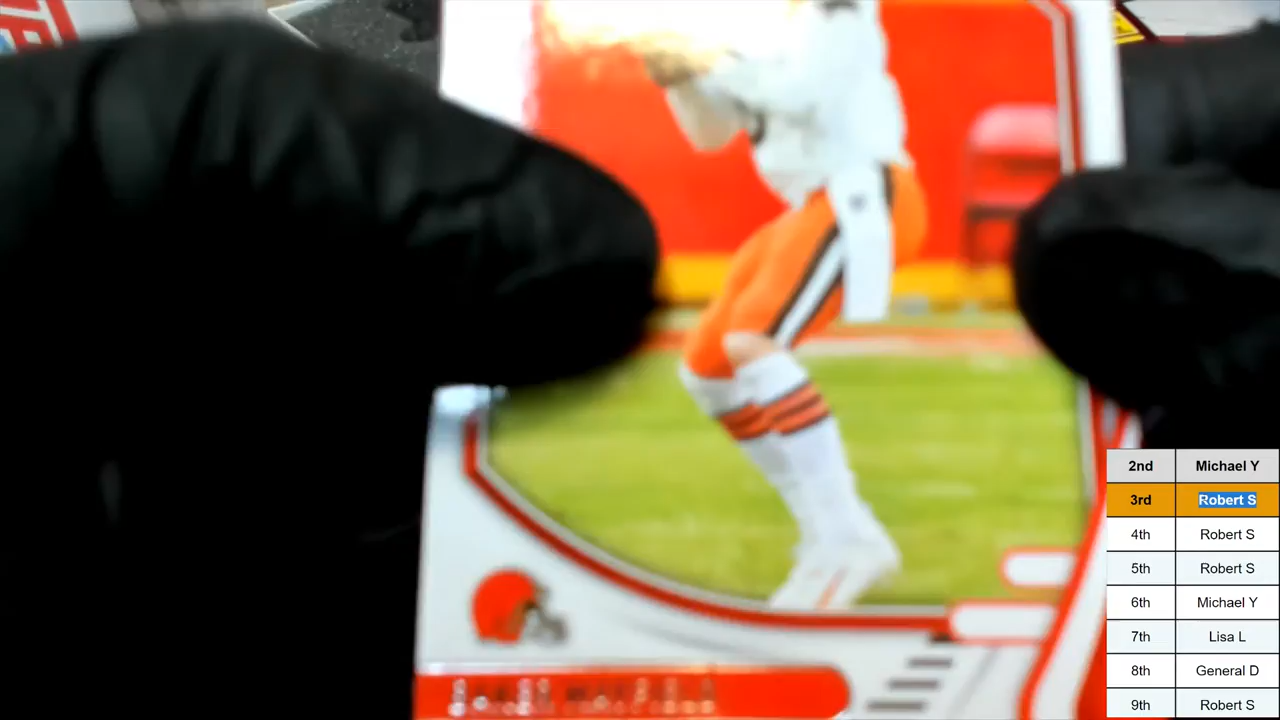 2nd Michael Y
3rd Robert S
4th Robert S
5th Robert S
6th Michael Y
7th Lisa L
8th General D
9th Robert S